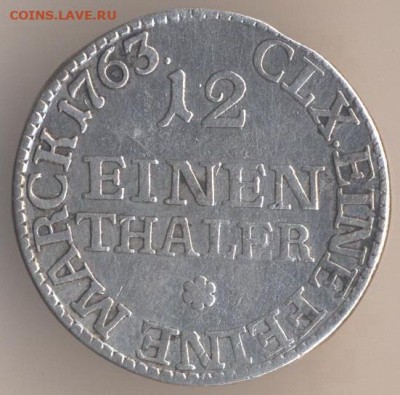 COINS.LAVE.RU
CLX. EINE FEINE MARCK 1763.
12
EINEN
THALER